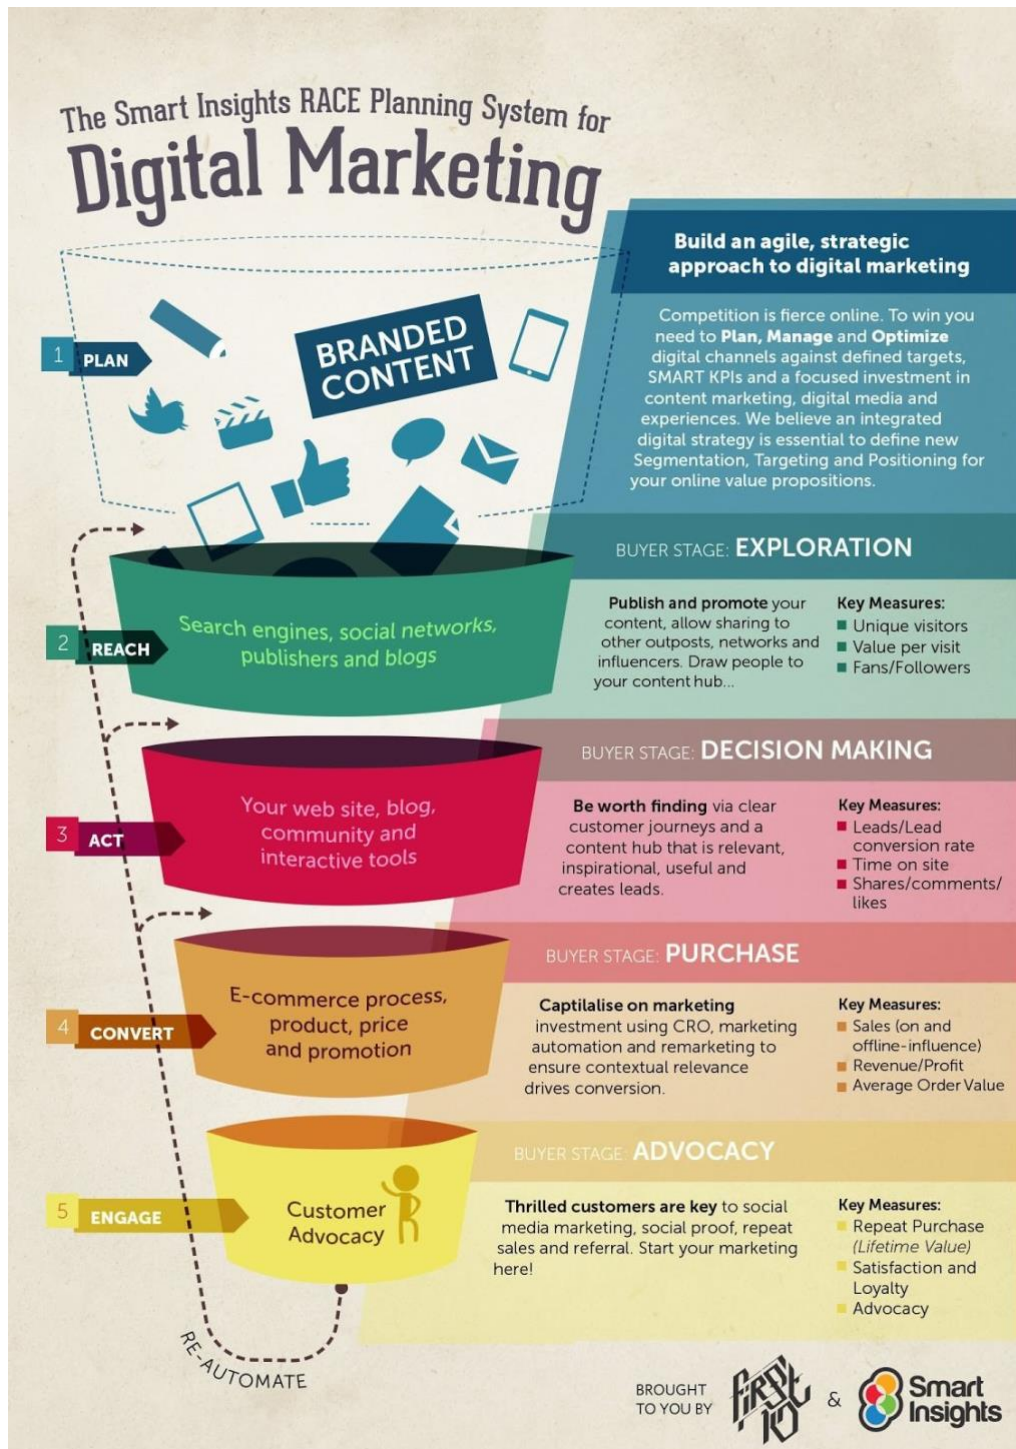 The Smart Insights RACE Planning System for
Digital Marketing
Build an agile, strategic
approach to digital marketing
BRANDED
CONTENT
1 PLAN
Competition is fierce online. To win you
need to Plan, Manage and Optimize
digital channels against defined targets,
SMART KPIs and a focused investment in
content marketing, digital media and
experiences. We believe an integrated
digital strategy is essential to define new
Segmentation, Targeting and Positioning for
your online value propositions.
BUYER STAGE: EXPLORATION
2 REACH
Search engines, social networks,
publishers and blogs
Publish and promote your
content, allow sharing to
other outposts, networks and
influencers. Draw people to
your content hub...
Key Measures:
Unique visitors
Value per visit
Fans/Followers
BUYER STAGE: DECISION MAKING
3 ACT
Your web site, blog,
community and
interactive tools
Be worth finding via clear
customer journeys and a
content hub that is relevant,
inspirational, useful and
creates leads.
Key Measures:
Leads/Lead
conversion rate
Time on site
Shares/comments/
likes
BUYER STAGE: PURCHASE
4 CONVERT
E-commerce process,
product, price
and promotion
Captilalise on marketing
investment using CRO, marketing
automation and remarketing to
ensure contextual relevance
drives conversion.
Key Measures:
Sales (on and
offline-influence)
Revenue/Profit
Average Order Value
BUYER STAGE: ADVOCACY
5 ENGAGE
Customer
Advocacy
Thrilled customers are key to social
media marketing, social proof, repeat
sales and referral. Start your marketing
here!
Key Measures:
Repeat Purchase
(Lifetime Value)
Satisfaction and
Loyalty
Advocacy
RE-AUTOMATE
BROUGHT
TO YOU BY
first
10
&
Smart
Insights